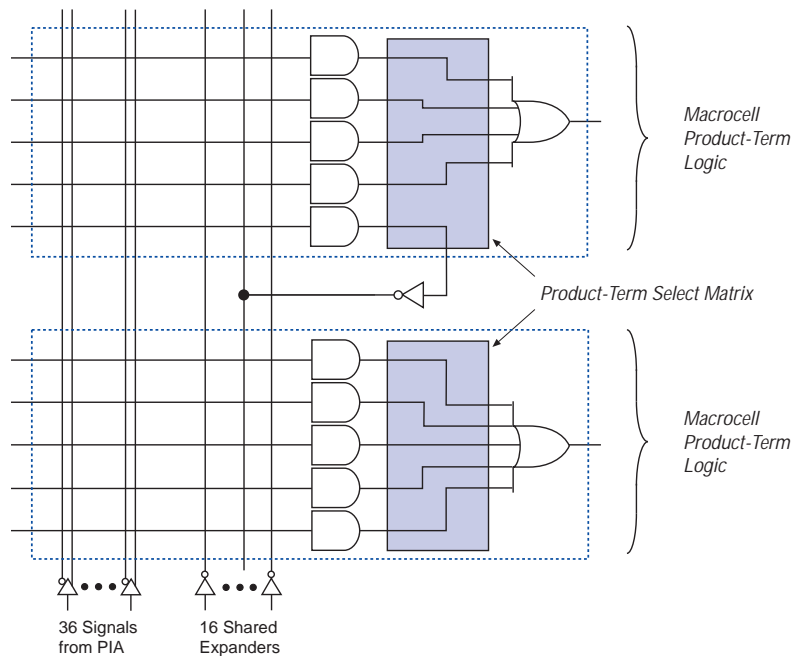 Macrocell
Product-Term
Logic
Product-Term Select Matrix
Macrocell
Product-Term
Logic
36 Signals
from PIA
16 Shared
Expanders